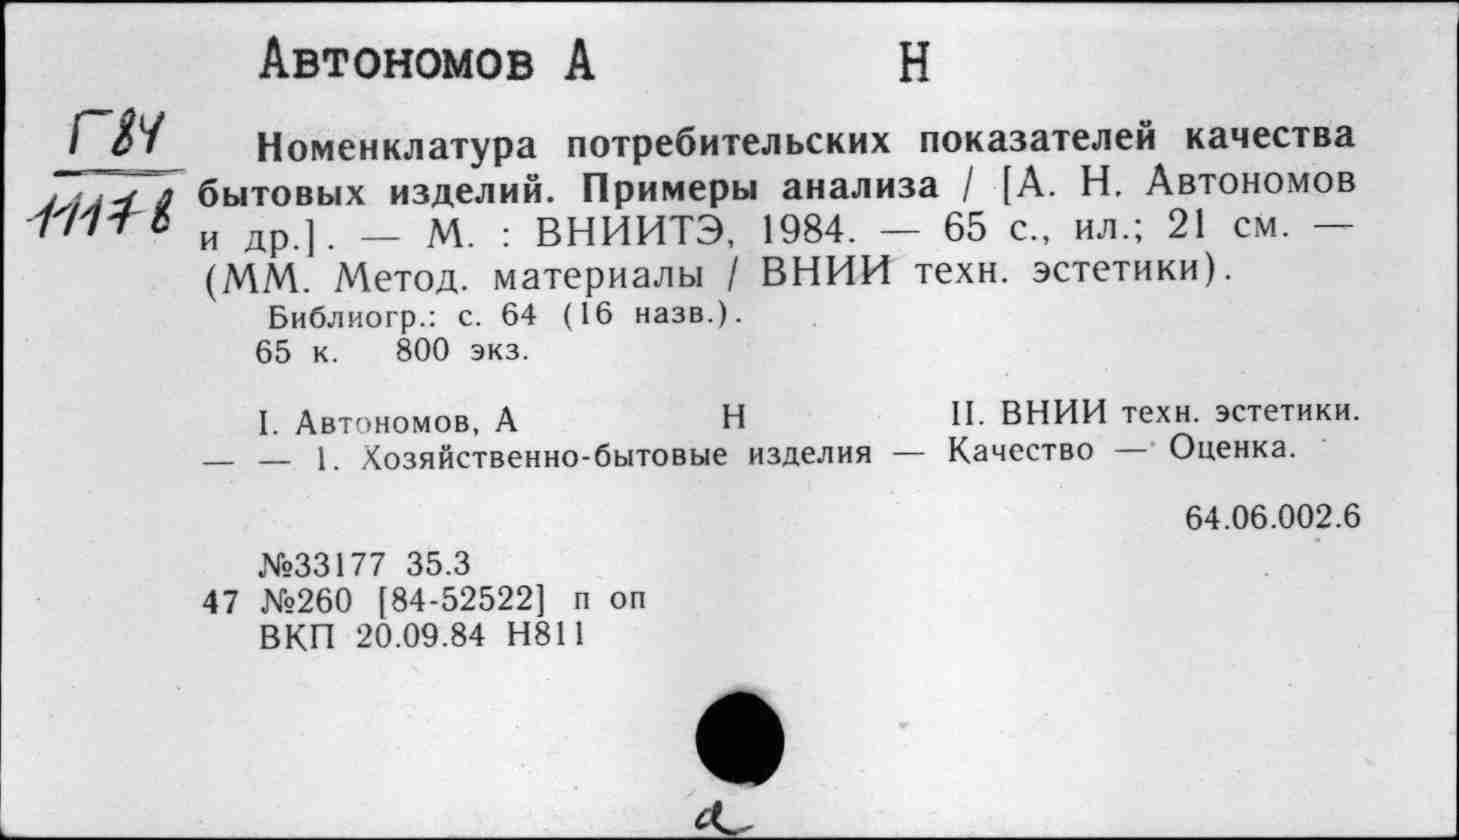 Автономов А Н
Г84
Номенклатура потребительских показателей качества
бытовых изделий. Примеры анализа / [А. Н. Автономов
и др.]. — М. : ВНИИТЭ, 1984. — 65 с., ил.; 21 см. —
(ММ. Метод. материалы / ВНИИ техн. эстетики).
Библиогр.: с. 64 (16 назв.).
65 к. 800 экз.
I. Автономов, А Н II. ВНИИ техн. эстетики.
— — 1. Хозяйственно-бытовые изделия — Качество — Оценка.
64.06.002.6
№33177 35.3
47 №260 [84-52522] п оп
ВКП 20.09.84 Н811